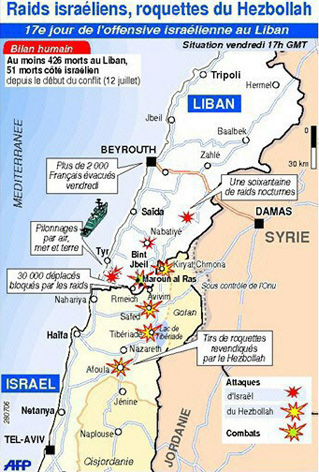 Raids israéliens, roquettes du Hezbollah
17e jour de l'offensive israélienne au Liban
Bilan humain
Au moins 426 morts au Liban,
51 morts côté israélien
depuis le début du conflit (12 juillet)
Situation vendredi 17h GMT
Tripoli
Hermel
LIBAN
Jbeil
Baalbek
BEYROUTH
Zahlé
0
30 km
MEDITERRANEE
Plus de 2 000
Français évacués
vendredi
Une soixantaine
de raids nocturnes
Saïda
DAMAS
Nabatiyé
SYRIE
Pilonnages
par air,
mer et terre
Tyr
Bint
Jbeil
Kiryat Chmona
30 000 déplacés
bloqués par les raids
Maroun al Ras
Sous contrôle de l'Onu
Rmeich
Avivim
Nahariya
Golan
Safed
Haïfa
Lac de
Tibériade
Tibériade
Tirs de roquettes
revendiqués
par le Hezbollah
Nazareth
Afoula
ISRAEL
Jénine
Attaques
d'Israël
du Hezbollah
Combats
280706
Netanya
Naplouse
TEL-AVIV
JORDANIE
Cisjordanie
AFP